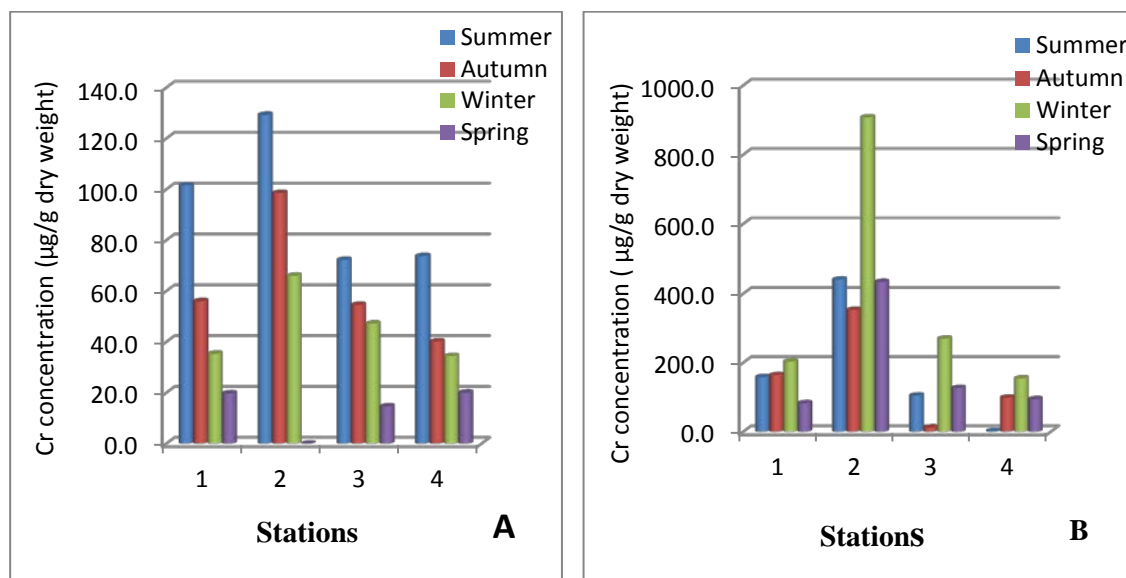 Summer
Autumn
Winter
Spring
Cr concentration (µg/g dry weight)
140.0
120.0
100.0
80.0
60.0
40.0
20.0
0.0
1 2 3 4
Stations
A
Summer
Autumn
Winter
Spring
Cr concentration ( µg/g dry weight)
1000.0
800.0
600.0
400.0
200.0
0.0
1 2 3 4
Stations
B